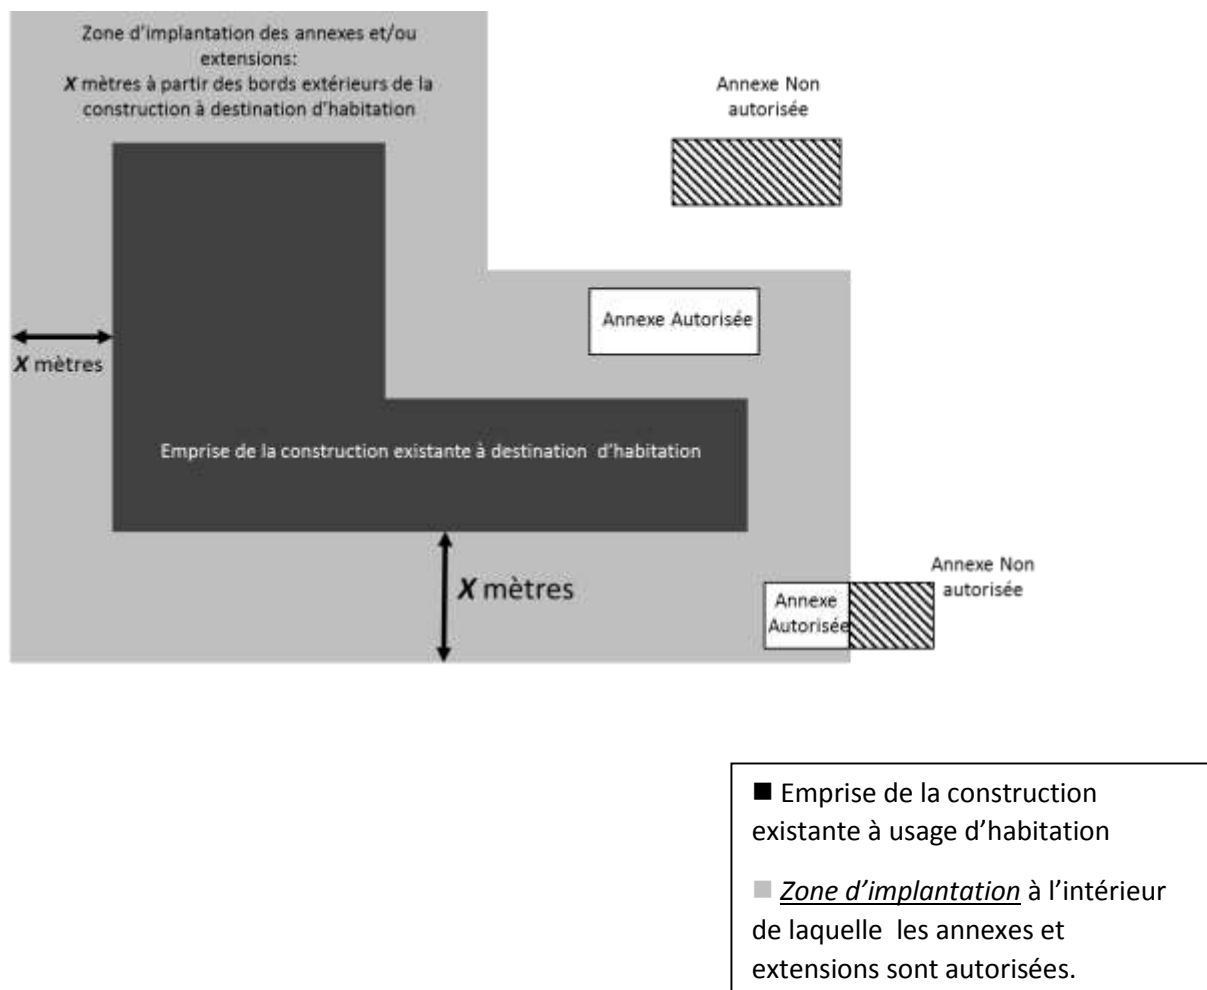 Zone d'implantation des annexes et/ou
extensions:
X mètres à partir des bords extérieurs de la
construction à destination d'habitation
Annexe Non
autorisée
Annexe Autorisée
X mètres
Emprise de la construction existante à destination d'habitation
X mètres
Annexe Non
autorisée
Annexe
Autorisée
■ Emprise de la construction
existante à usage d'habitation
■ Zone d'implantation à l'intérieur
de laquelle les annexes et
extensions sont autorisées.